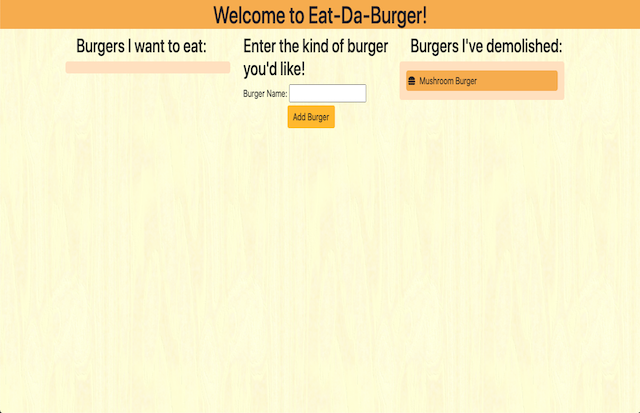 Welcome to Eat-Da-Burger!
Burgers I want to eat:
Enter the kind of burger
you'd like!
Burger Name:
Add Burger
Burgers I've demolished:
Mushroom Burger